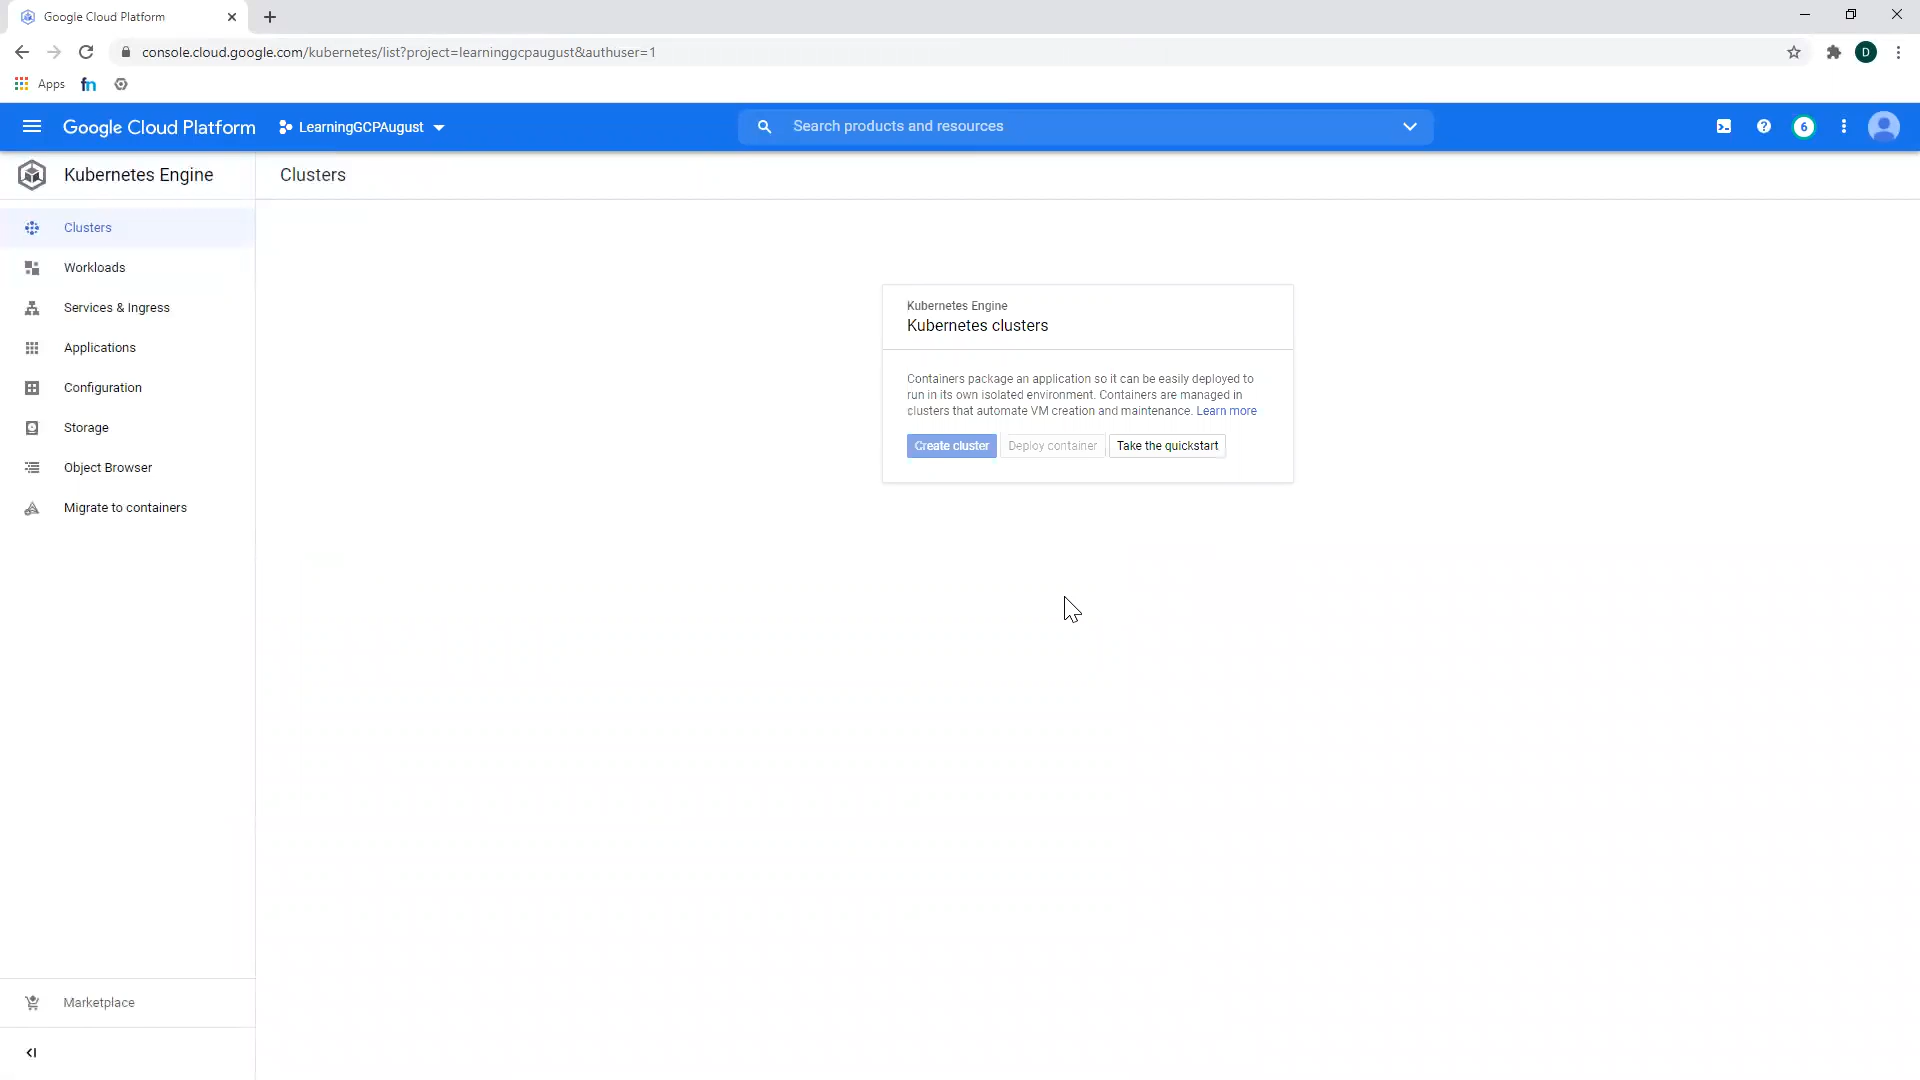 Google Cloud Platform
console.cloud.google.com/kubernetes/list?project=learninggcpaugust&authuser=1
D
Apps
fn
Google Cloud Platform
LearningGCPAugust
Search products and resources
6
Kubernetes Engine
Clusters
Clusters
Workloads
Services & Ingress
Applications
Configuration
Storage
Object Browser
Migrate to containers
Kubernetes Engine
Kubernetes clusters
Containers package an application so it can be easily deployed to
run in its own isolated environment. Containers are managed in
clusters that automate VM creation and maintenance. Learn more
Create cluster
Deploy container
Take the quickstart
Marketplace